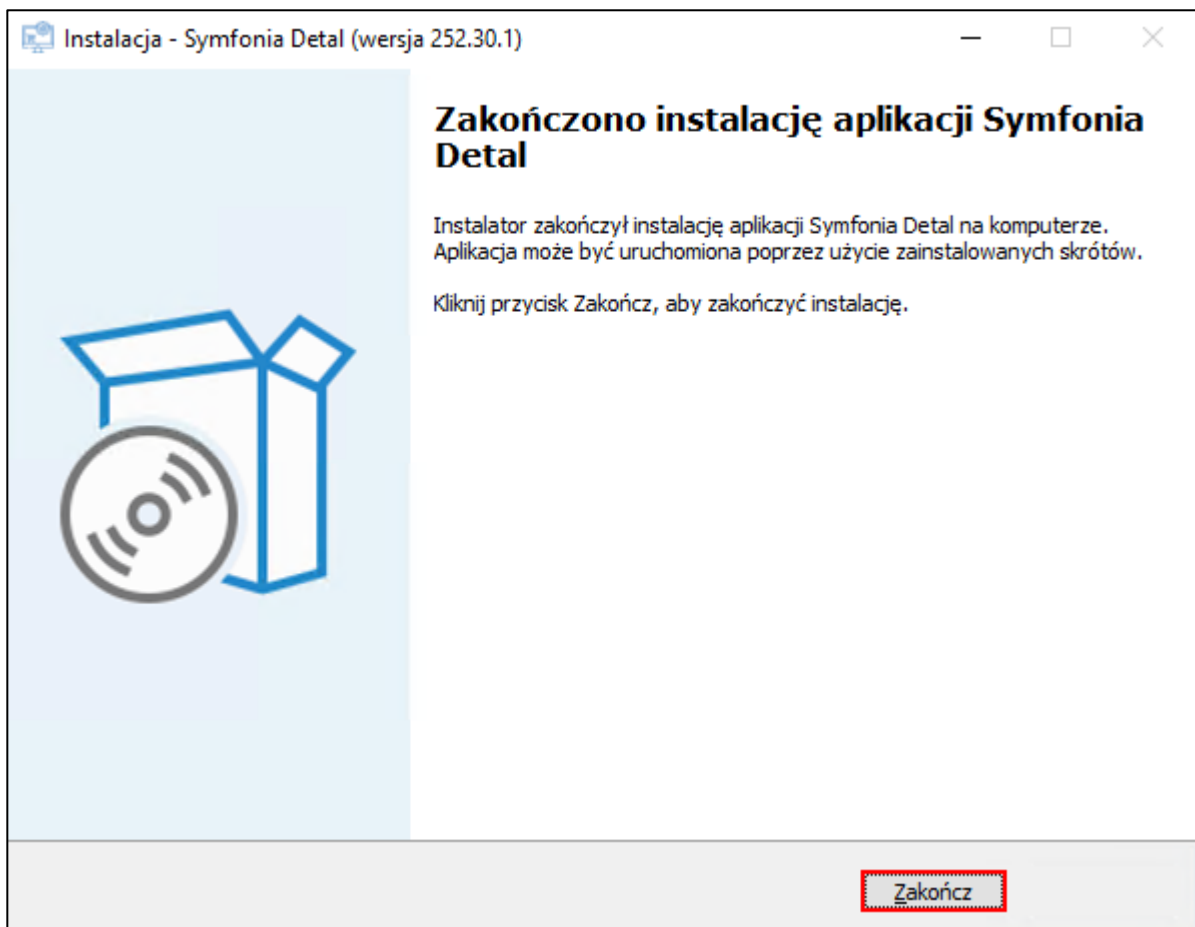 Instalacja - Symfonia Detal (wersja 252.30.1)
Zakończono instalację aplikacji Symfonia
Detal
Instalator zakończył instalację aplikacji Symfonia Detal na komputerze.
Aplikacja może być uruchomiona poprzez użycie zainstalowanych skrótów.
Kliknij przycisk Zakończ, aby zakończyć instalację.
Zakończ